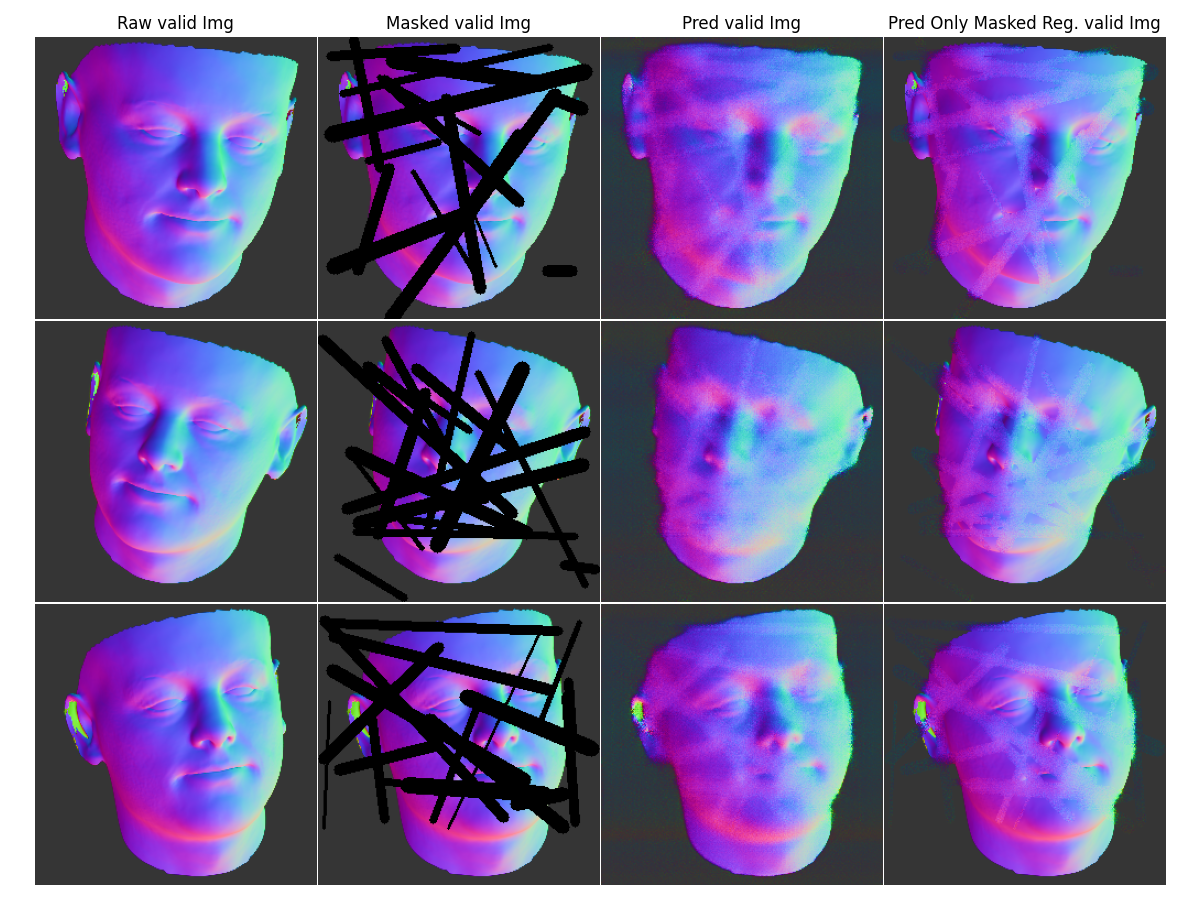 Raw valid Img
Masked valid Img
Pred valid Img
Pred Only Masked Reg. valid Img